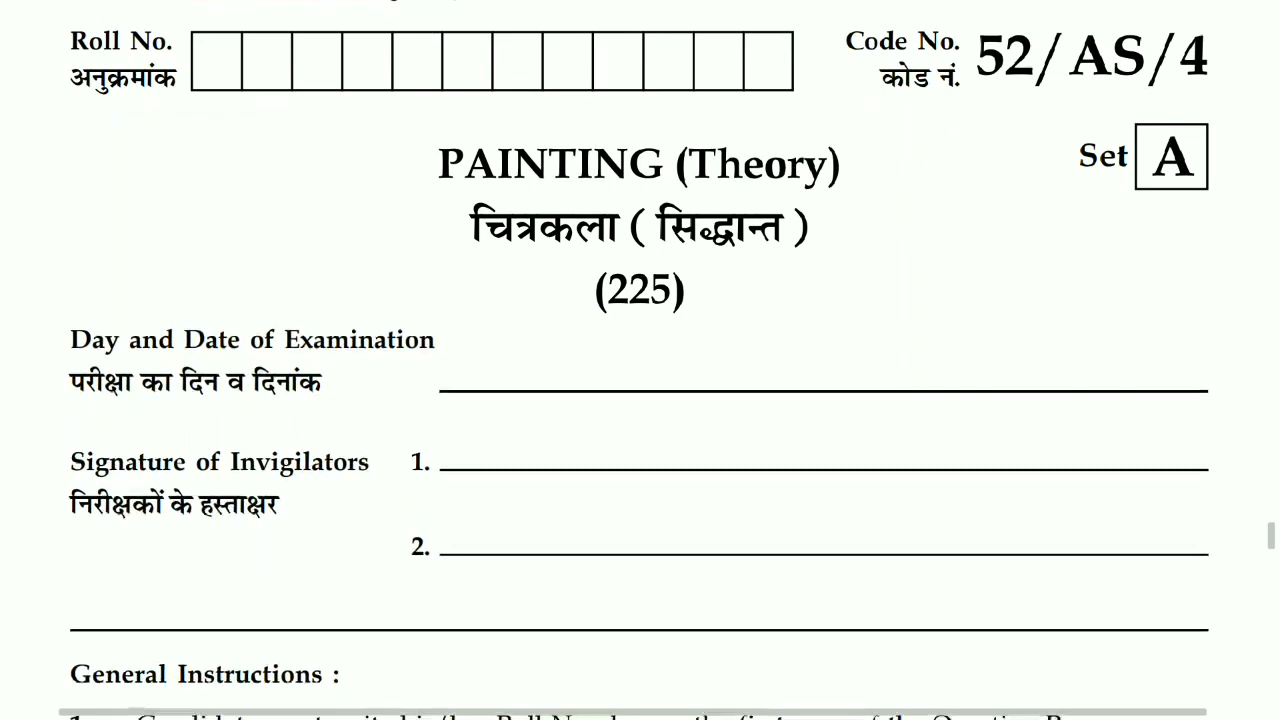 Roll No.
अनुक्रमांक
Code No.
कोड नं.
52/AS/4
Set A
PAINTING (Theory)
चित्रकला ( सिद्धान्त )
(225)
Day and Date of Examination
परीक्षा का दिन व दिनांक
Signature of Invigilators 1.
निरीक्षकों के हस्ताक्षर
2.
General Instructions :